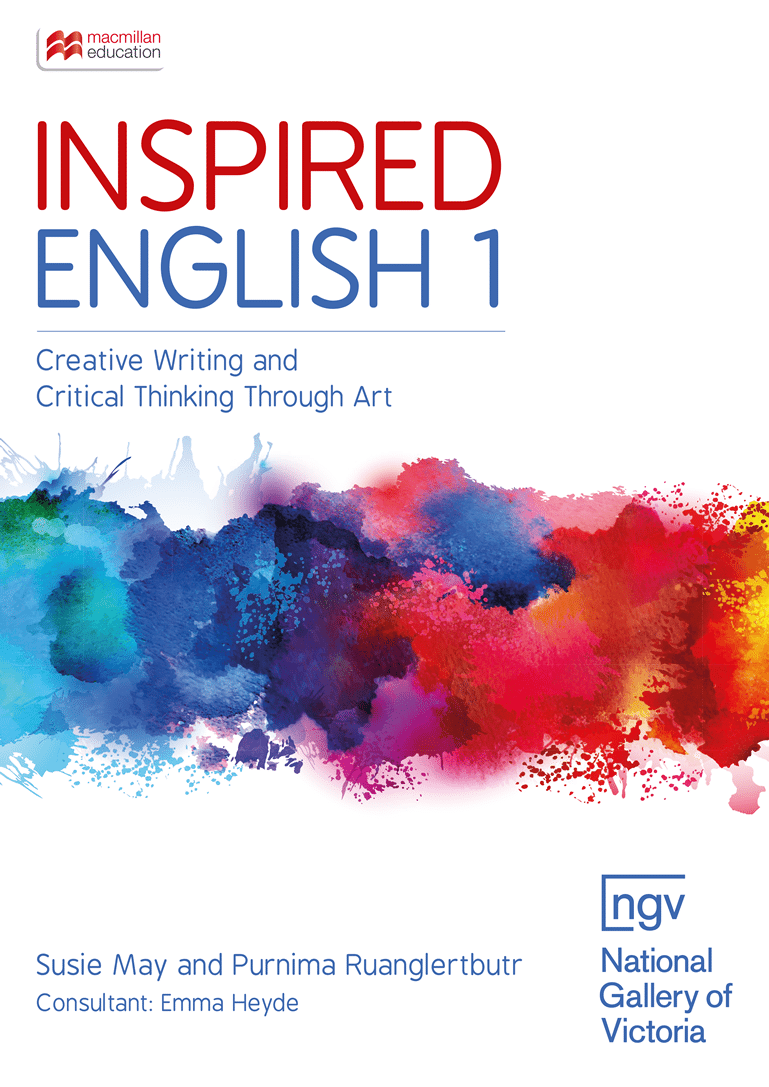 macmillan
education
INSPIRED
ENGLISH 1
Creative Writing and
Critical Thinking Through Art
Susie May and Purnima Ruanglertbutr
Consultant: Emma Heyde
ngv
National
Gallery of
Victoria